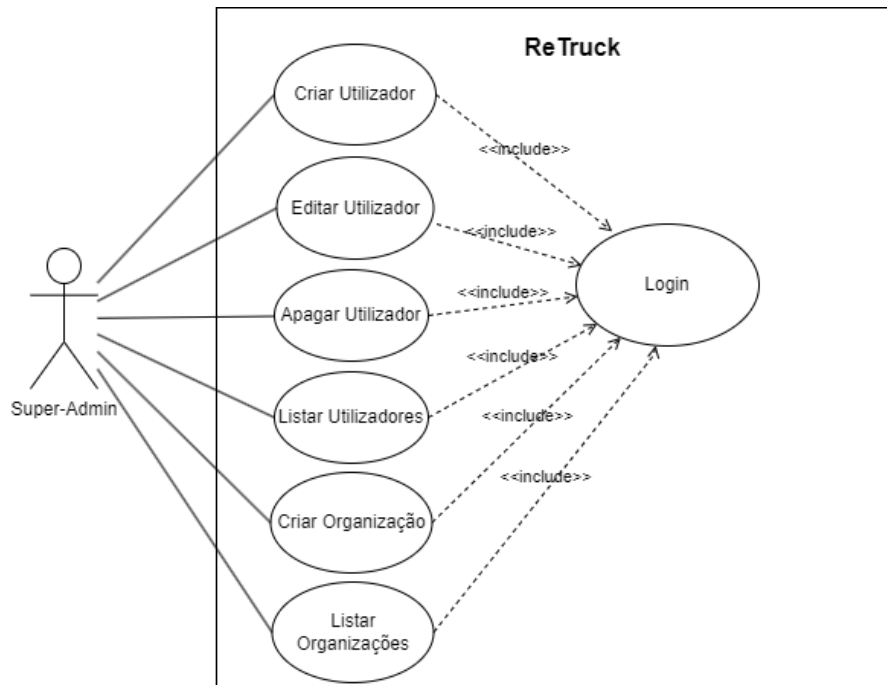 ReTruck
Criar Utilizador
<<include>>
Editar Utilizador
<<include>>
Login
Apagar Utilizador
<<include>>
Super-Admin
Listar Utilizadores
<<include>>
<<include>>
Criar Organização
<<include>>
Listar
Organizações